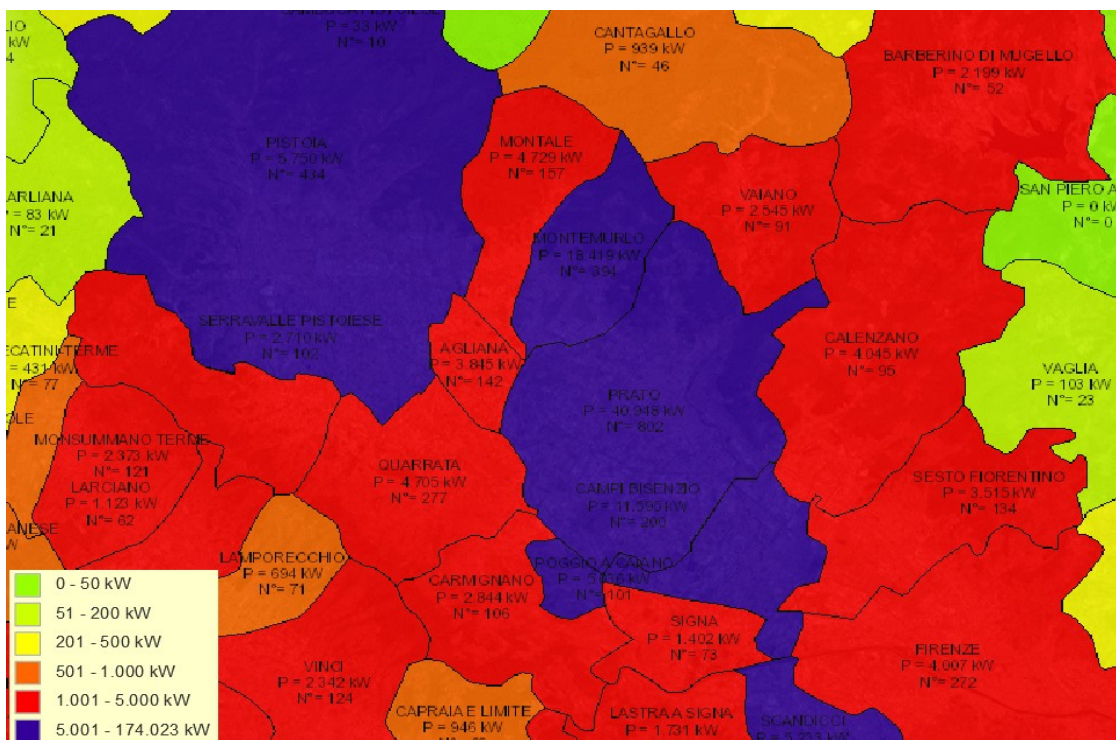 P = 33 kW
N°= 10
CANTAGALLO
P = 939 kW
N°= 46
BARBERINO DI MUGELLO
P = 2.199 kW
N°= 52
PISTOIA
P = 5.750 kW
N°= 434
MONTALE
P = 4.729 kW
N°= 157
ARLIANA
P = 83 kW
N°= 21
VAIANO
P = 2.545 kW
N°= 91
SAN PIERO A
P = 0 kW
N°= 0
MONTEMURLO
P = 18.419 kW
N°= 394
SERRAVALLE PISTOIESE
P = 2.710 kW
N°= 102
AGLIANA
P = 3.845 kW
N°= 142
CALENZANO
P = 4.045 kW
N°= 95
ECATINI-TERME
= 431 kW
N°= 77
VAGLIA
P = 103 kW
N°= 23
PRATO
P = 40.948 kW
N°= 802
OLE
MONSUMMANO TERME
P = 2.373 kW
N°= 121
QUARRATA
P = 4.705 kW
N°= 277
SESTO FIORENTINO
P = 3.515 kW
N°= 134
LARCIANO
P = 1.123 kW
N°= 62
CAMPI BISENZIO
ANESE
LAMPORECCHIO
P = 694 kW
N°= 71
CARMIGNANO
P = 2.844 kW
N°= 106
POGGIO A CAIANO
N°= 101
SIGNA
P = 1.402 kW
N°= 73
FIRENZE
P = 4.007 kW
N°= 272
VINCI
P = 2.342 kW
N°= 124
CAPRAIA E LIMITE
P = 946 kW
LASTRA A SIGNA
P = 1.731 kW
SCANDICCI
0 - 50 kW
51 - 200 kW
201 - 500 kW
501 - 1.000 kW
1.001 - 5.000 kW
5.001 - 174.023 kW